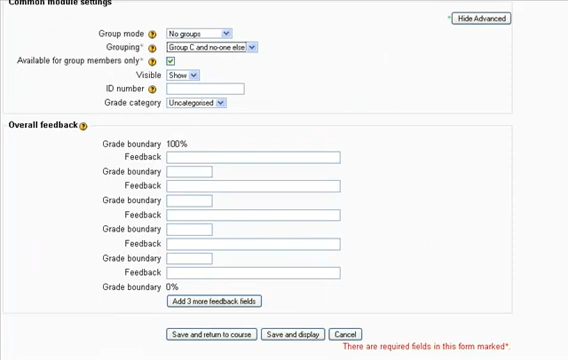 Common module settings
* Hide Advanced
Group mode No groups
Grouping* Group C and no-one else
Available for group members only*
Visible Show
ID number
Grade category Uncategorised
Overall feedback
Grade boundary 100%
Feedback
Grade boundary
Feedback
Grade boundary
Feedback
Grade boundary
Feedback
Grade boundary
Feedback
Grade boundary 0%
Add 3 more feedback fields
Save and return to course Save and display Cancel
There are required fields in this form marked*.